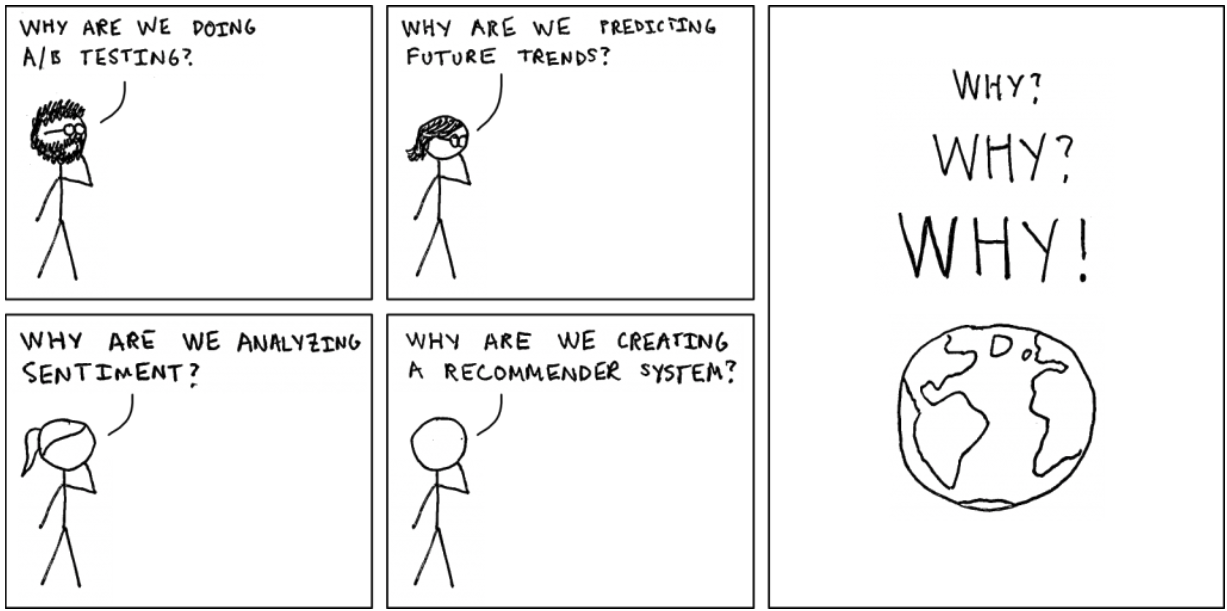 WHY ARE WE DOING
A/B TESTING?
WHY ARE WE PREDICTING
FUTURE TRENDS?
WHY ARE WE ANALYZING
SENTIMENT?
WHY ARE WE CREATING
A RECOMMENDER SYSTEM?
WHY?
WHY?
WHY!